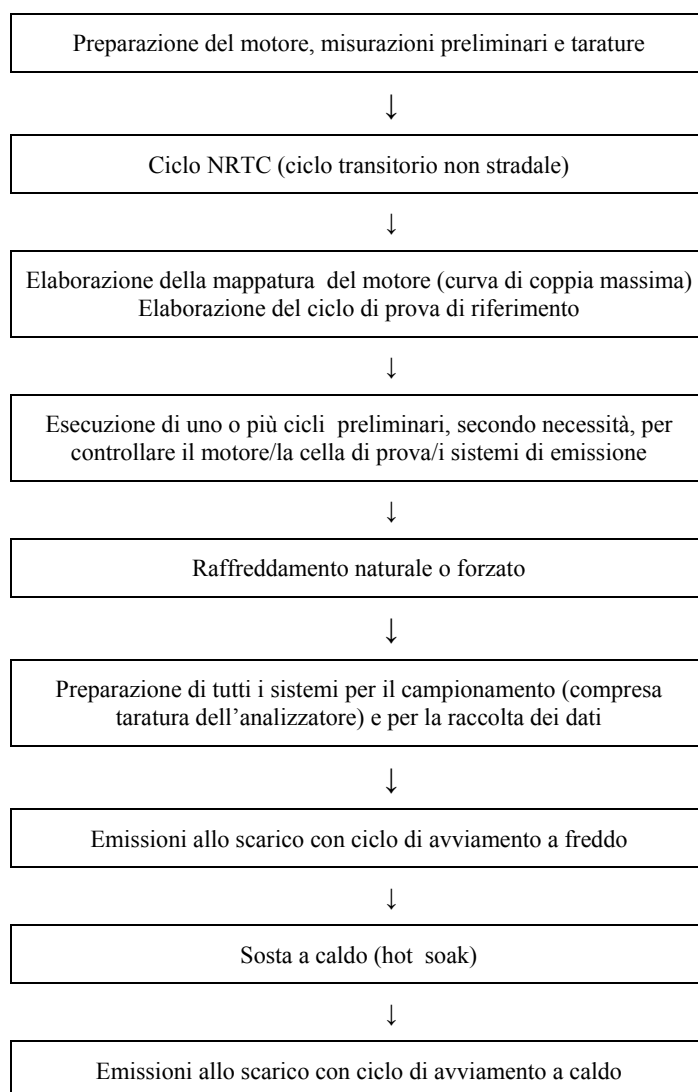 Preparazione del motore, misurazioni preliminari e tarature
↓
Ciclo NRTC (ciclo transitorio non stradale)
↓
Elaborazione della mappatura del motore (curva di coppia massima)
Elaborazione del ciclo di prova di riferimento
↓
Esecuzione di uno o più cicli preliminari, secondo necessità, per
controllare il motore/la cella di prova/i sistemi di emissione
↓
Raffreddamento naturale o forzato
↓
Preparazione di tutti i sistemi per il campionamento (compresa
taratura dell’analizzatore) e per la raccolta dei dati
↓
Emissioni allo scarico con ciclo di avviamento a freddo
↓
Sosta a caldo (hot soak)
↓
Emissioni allo scarico con ciclo di avviamento a caldo